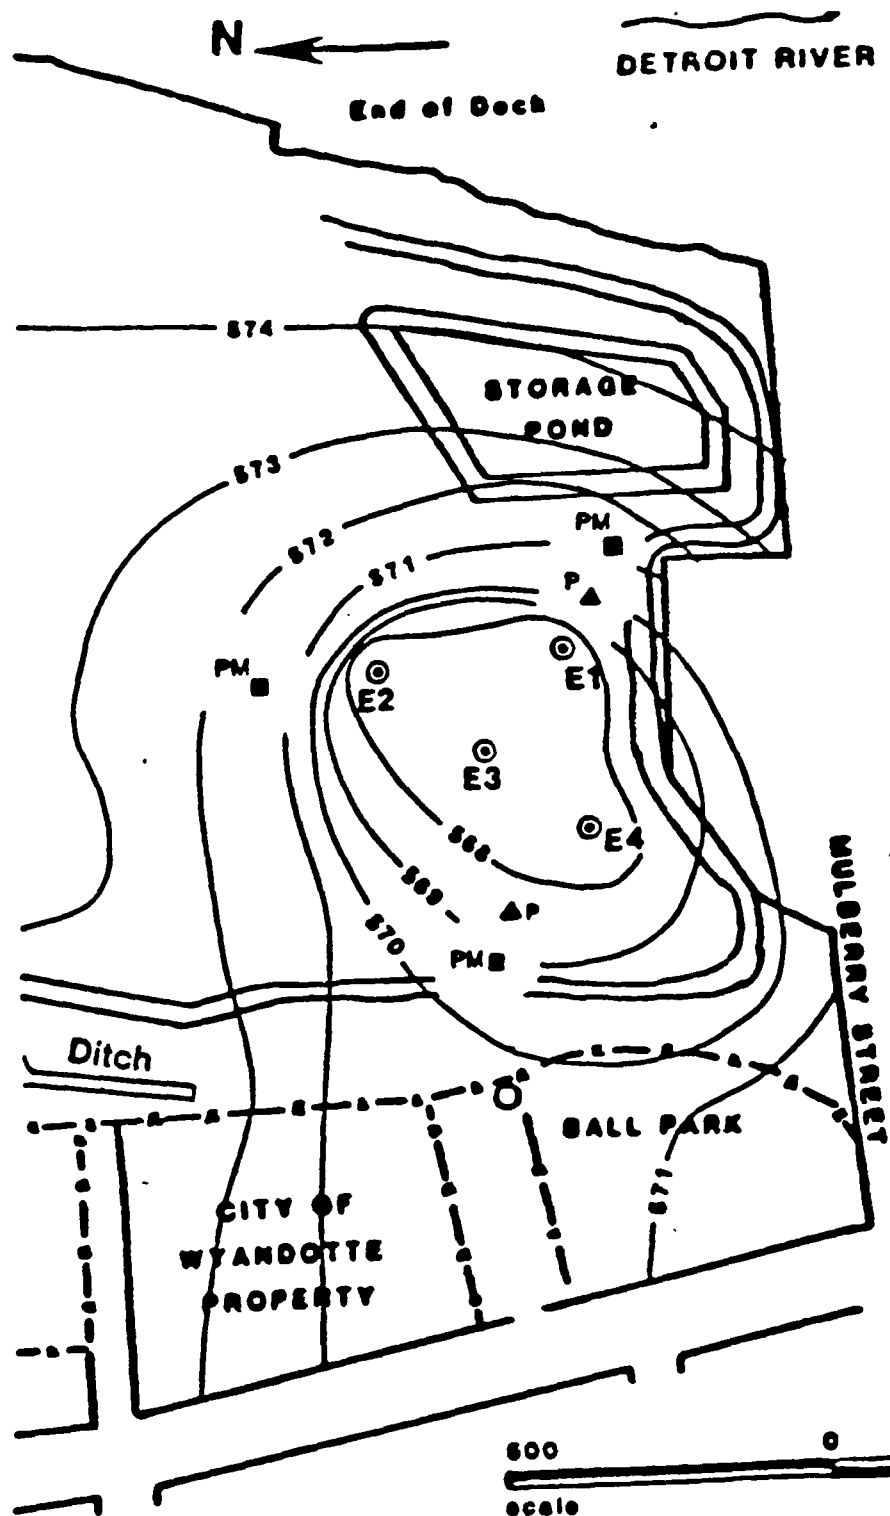 N
DETROIT RIVER
End of Dock
574
STORAGE
POND
573
PM
572
571
P
PM
E1
E2
E3
E4
568
569
P
570
PM
MULBERRY STREET
Ditch
BALL PARK
571
CITY OF
WYANDOTTE
PROPERTY
500
0
scale